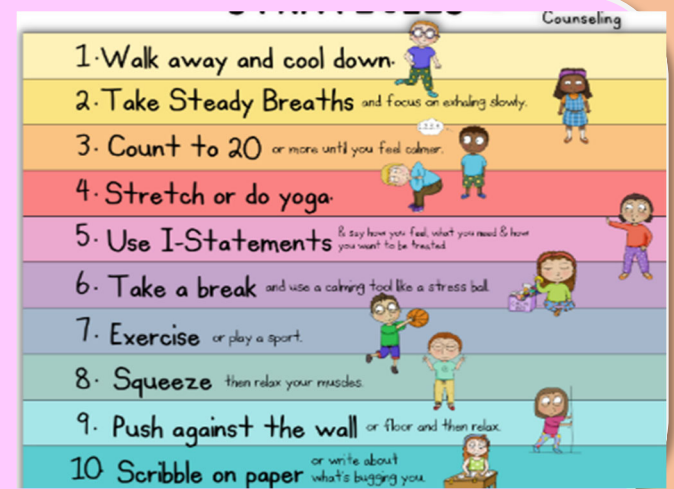 Counseling
1. Walk away and cool down.
2. Take Steady Breaths and focus on exhaling slowly.
3. Count to 20 or more until you feel calmer.
4. Stretch or do yoga.
5. Use I-Statements & say how you feel, what you need & how
you want to be treated.
6. Take a break and use a calming tool like a stress ball.
7. Exercise or play a sport.
8. Squeeze then relax your muscles.
9. Push against the wall or floor and then relax.
10 Scribble on paper or write about
what's bugging you.